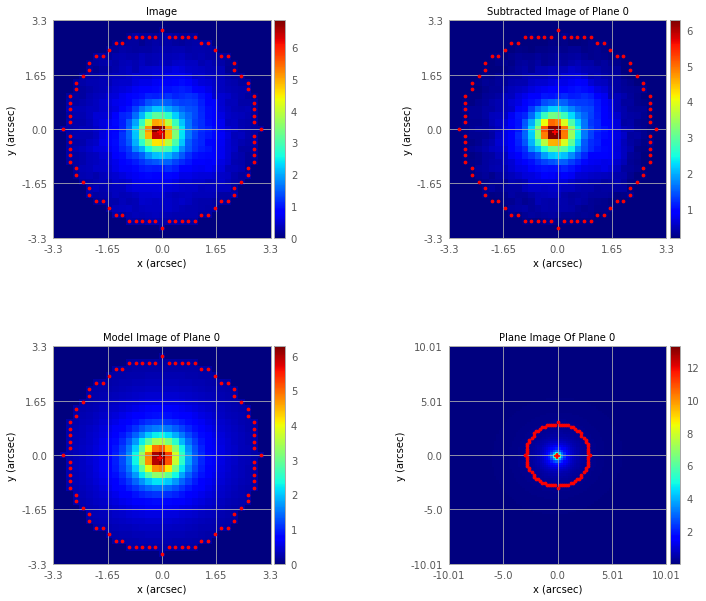 Image
3.3
1.65
0.0
-1.65
-3.3
y (arcsec)
-3.3 -1.65 0.0 1.65 3.3
x (arcsec)
6
5
4
3
2
1
0
Subtracted Image of Plane 0
3.3
1.65
0.0
-1.65
-3.3
y (arcsec)
-3.3 -1.65 0.0 1.65 3.3
x (arcsec)
6
5
4
3
2
1
Model Image of Plane 0
3.3
1.65
0.0
-1.65
-3.3
y (arcsec)
-3.3 -1.65 0.0 1.65 3.3
x (arcsec)
6
5
4
3
2
1
0
Plane Image Of Plane 0
10.01
5.01
0.0
-5.0
-10.01
y (arcsec)
-10.01 -5.0 0.0 5.01 10.01
x (arcsec)
12
10
8
6
4
2